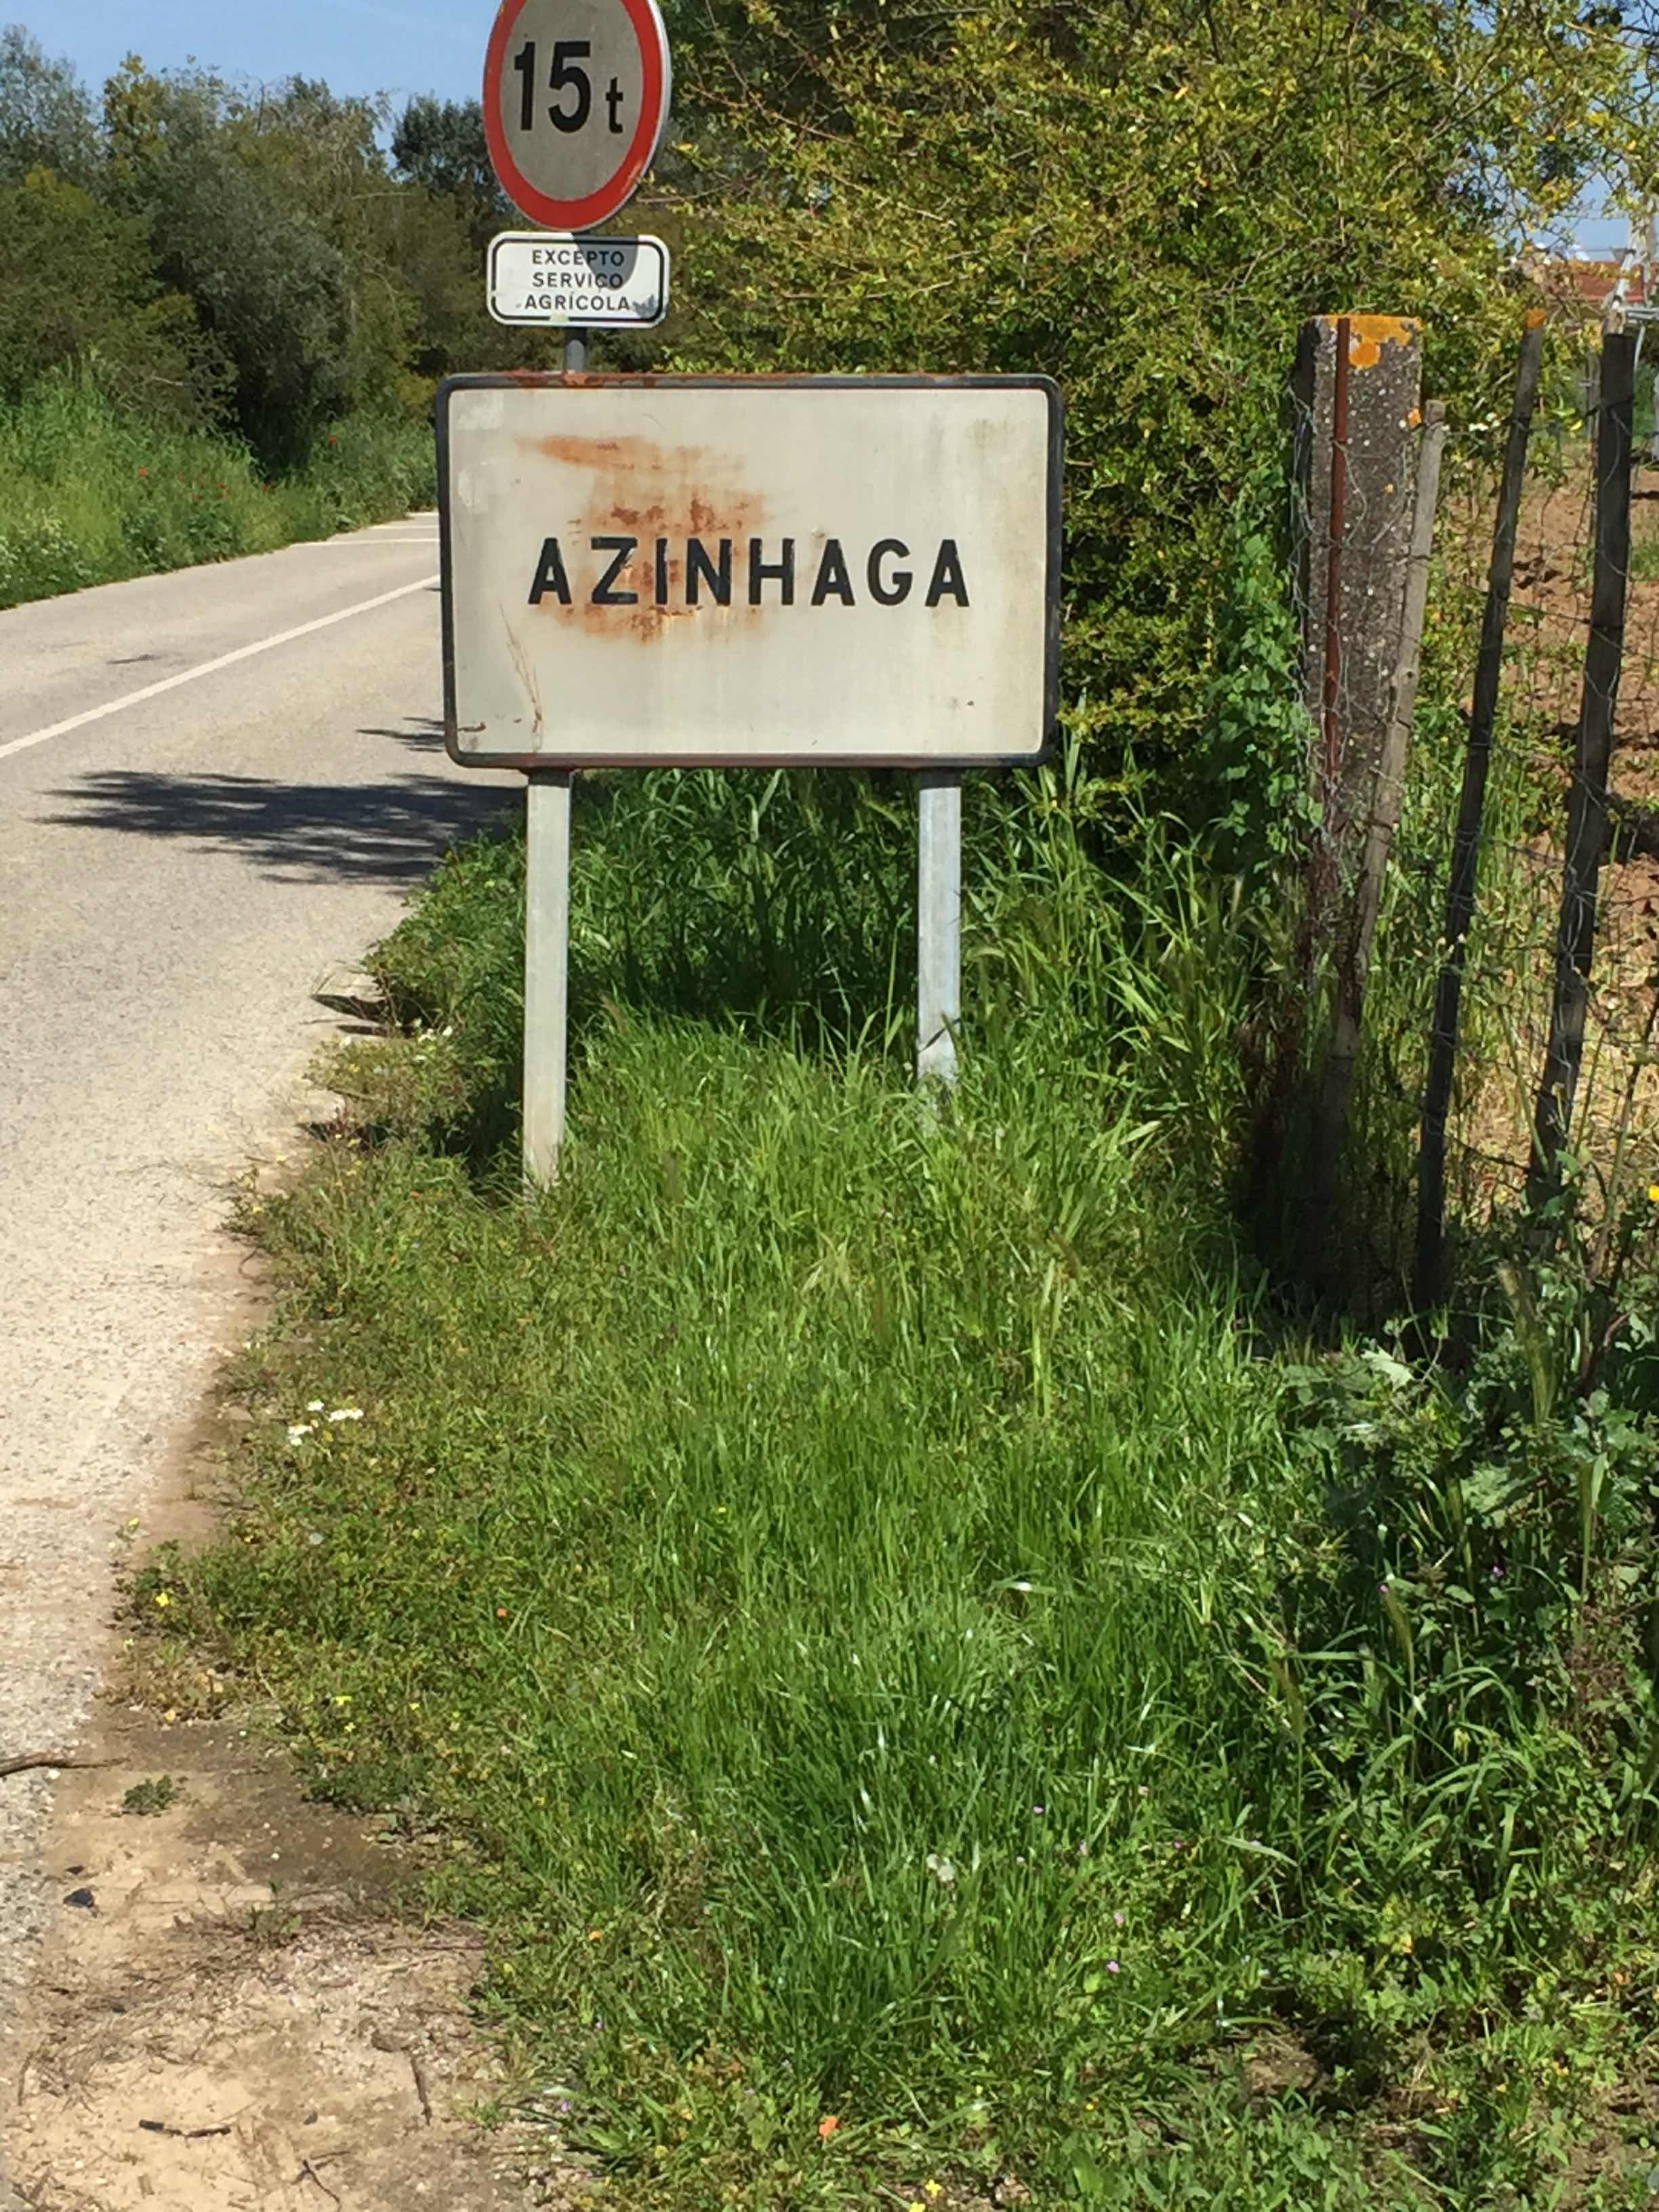 15t
EXCEPTO
SERVIÇO
AGRÍCOLA
AZINHAGA